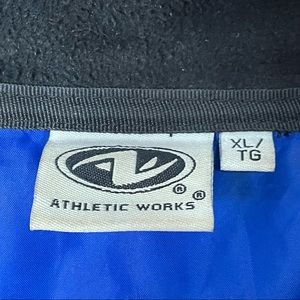 XL/
TG
® ®
ATHLETIC WORKS